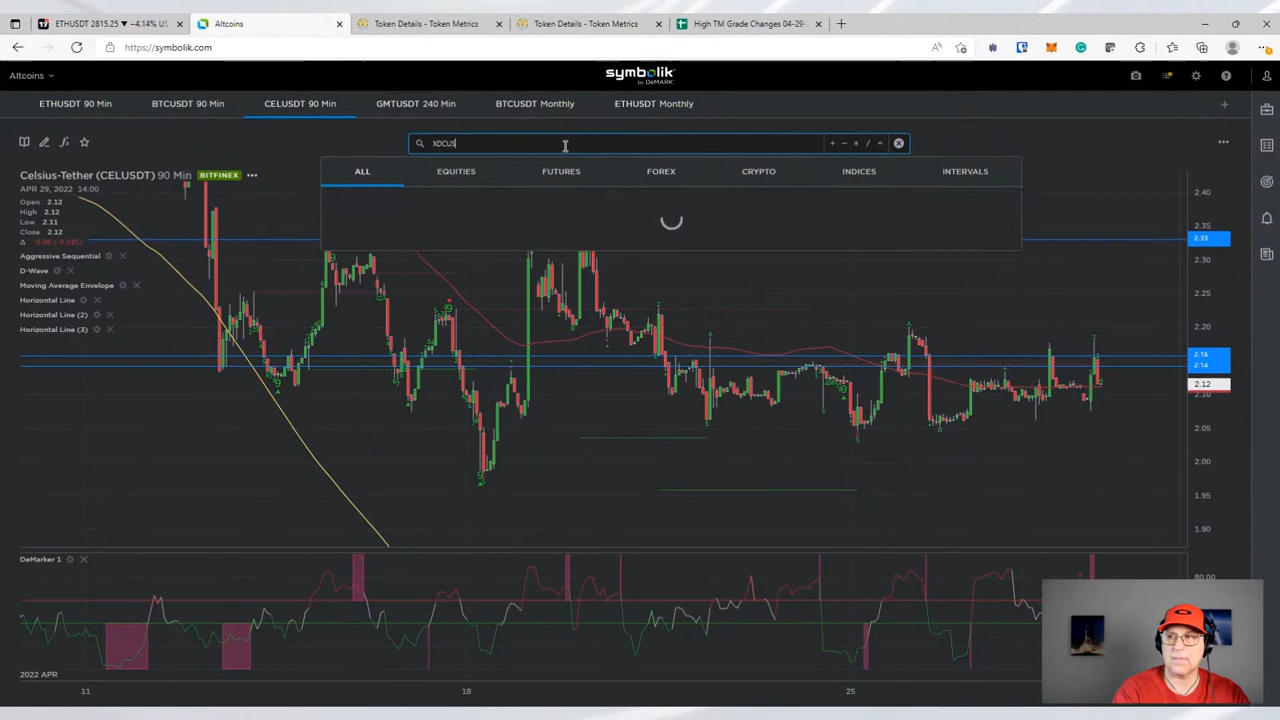 ETHUSDT 2815.25 ▼ −4.14% U
Altcoins
Token Details - Token Metrics
Token Details - Token Metrics
High TM Grade Changes 04-29-
https://symbolik.com
Altcoins
symbolik
by DeMARK
ETHUSDT 90 Min
BTCUSDT 90 Min
CELUSDT 90 Min
GMTUSDT 240 Min
BTCUSDT Monthly
ETHUSDT Monthly
XDCUS
ALL
EQUITIES
FUTURES
FOREX
CRYPTO
INDICES
INTERVALS
Celsius-Tether (CELUSDT) 90 Min
BITFINEX
APR 29, 2022 14:00
Open 2.12
High 2.12
Low 2.11
Close 2.12
Aggressive Sequential
D-Wave
Moving Average Envelope
Horizontal Line
Horizontal Line (2)
Horizontal Line (3)
2.40
2.35
2.33
2.30
2.25
2.20
2.16
2.14
2.12
2.10
2.05
2.00
1.95
1.90
DeMarker 1
80.00
2022 APR
11
18
25